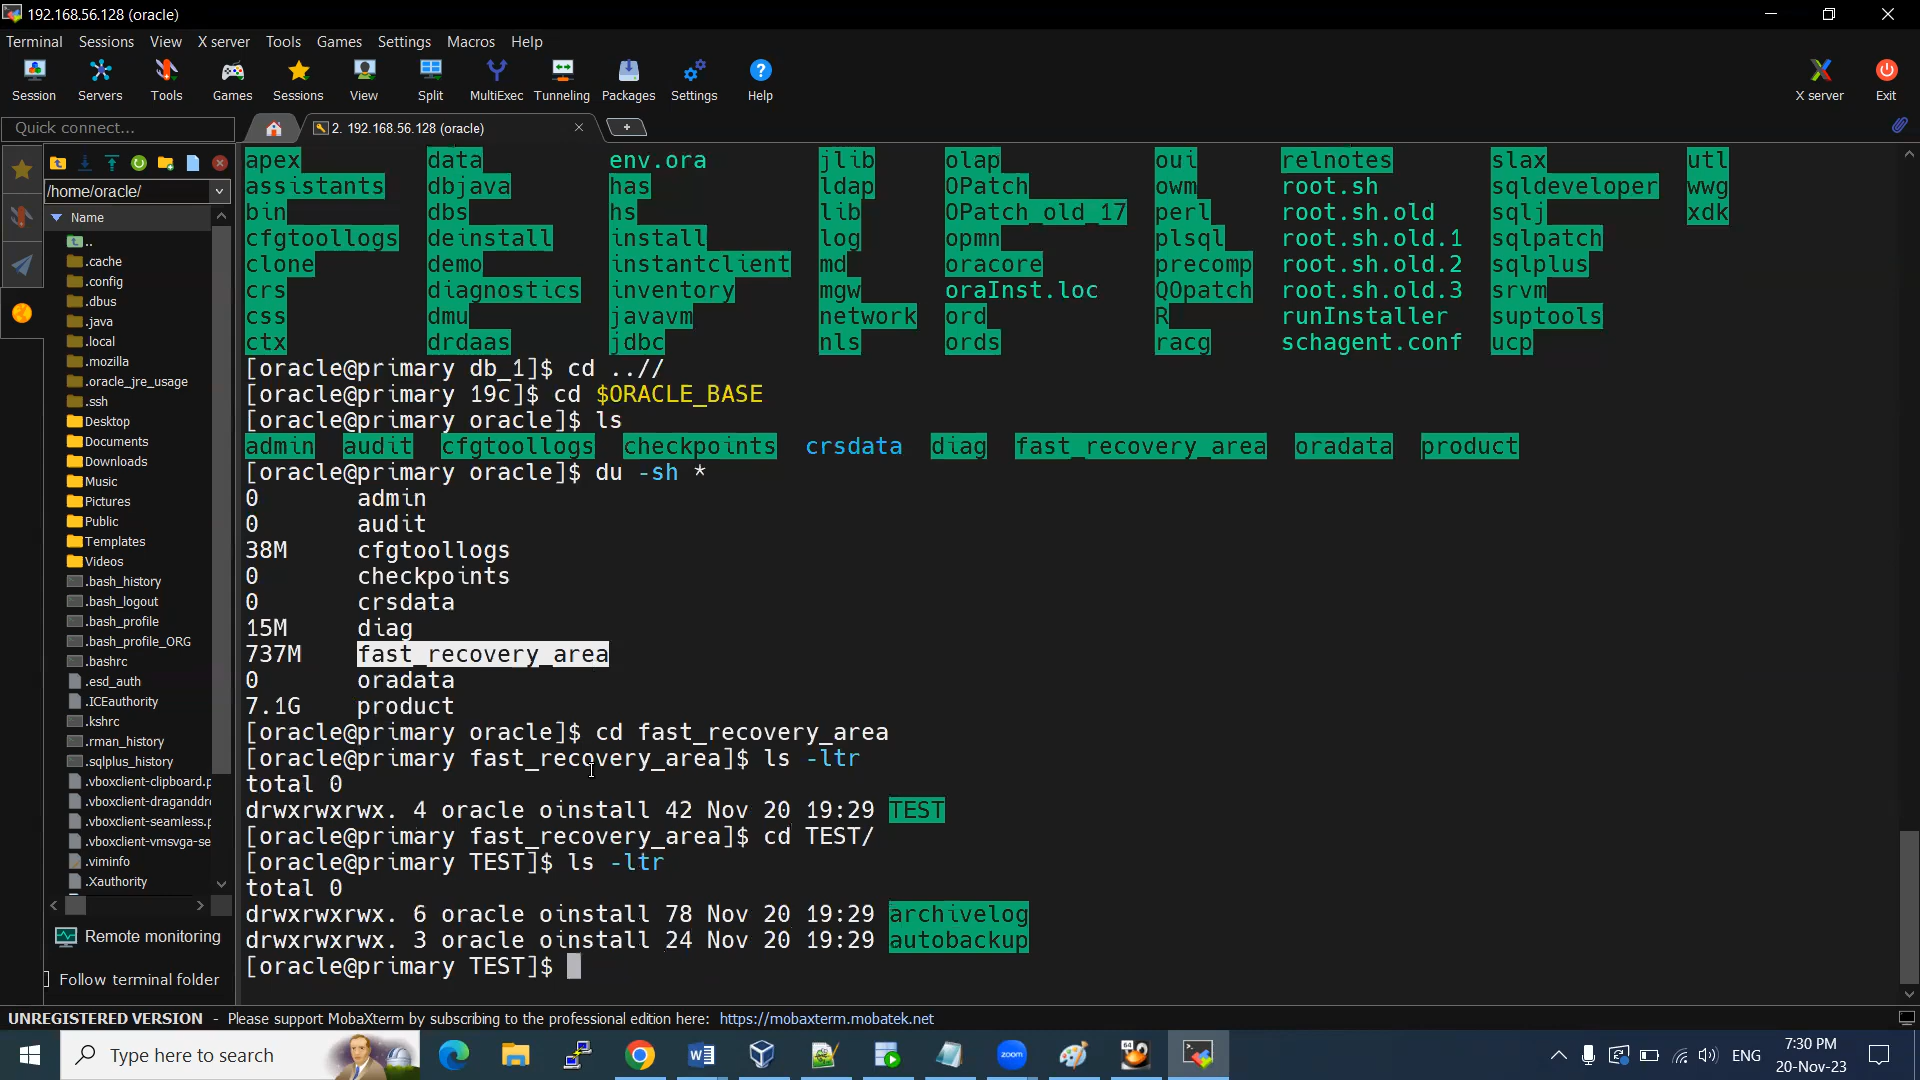 192.168.56.128 (oracle)
Terminal Sessions View X server Tools Games Settings Macros Help
Session Servers Tools Games Sessions View Split MultiExec Tunneling Packages Settings Help X server Exit
Quick connect... 2. 192.168.56.128 (oracle)
/home/oracle/
Name
..
.cache
.config
.dbus
.java
.local
.mozilla
.oracle_jre_usage
.ssh
Desktop
Documents
Downloads
Music
Pictures
Public
Templates
Videos
.bash_history
.bash_logout
.bash_profile
.bash_profile_ORG
.bashrc
.esd_auth
.ICEauthority
.kshrc
.rman_history
.sqlplus_history
.vboxclient-clipboard.p
.vboxclient-draganddr
.vboxclient-seamless.p
.vboxclient-vmsvga-se
.viminfo
.Xauthority
Remote monitoring
Follow terminal folder
apex data env.ora jlib olap oui relnotes slax utl
assistants dbjava has ldap OPatch owm root.sh sqldeveloper wwg
bin dbs hs lib OPatch_old_17 perl root.sh.old sqlj xdk
cfgtoollogs deinstall install log opmn plsql root.sh.old.1 sqlpatch
clone demo instantclient md oracore precomp root.sh.old.2 sqlplus
crs diagnostics inventory mgw oraInst.loc QOpatch root.sh.old.3 srvm
css dmu javavm network ord R runInstaller suptools
ctx drdaas jdbc nls ords racg schagent.conf ucp
[oracle@primary db_1]$ cd ..//
[oracle@primary 19c]$ cd $ORACLE_BASE
[oracle@primary oracle]$ ls
admin audit cfgtoollogs checkpoints crsdata diag fast_recovery_area oradata product
[oracle@primary oracle]$ du -sh *
0 admin
0 audit
38M cfgtoollogs
0 checkpoints
0 crsdata
15M diag
737M fast_recovery_area
0 oradata
7.1G product
[oracle@primary oracle]$ cd fast_recovery_area
[oracle@primary fast_recovery_area]$ ls -ltr
total 0
drwxrwxrwx. 4 oracle oinstall 42 Nov 20 19:29 TEST
[oracle@primary fast_recovery_area]$ cd TEST/
[oracle@primary TEST]$ ls -ltr
total 0
drwxrwxrwx. 6 oracle oinstall 78 Nov 20 19:29 archivelog
drwxrwxrwx. 3 oracle oinstall 24 Nov 20 19:29 autobackup
[oracle@primary TEST]$
UNREGISTERED VERSION - Please support MobaXterm by subscribing to the professional edition here: https://mobaxterm.mobatek.net
Type here to search
zoom
64
ENG
7:30 PM
20-Nov-23